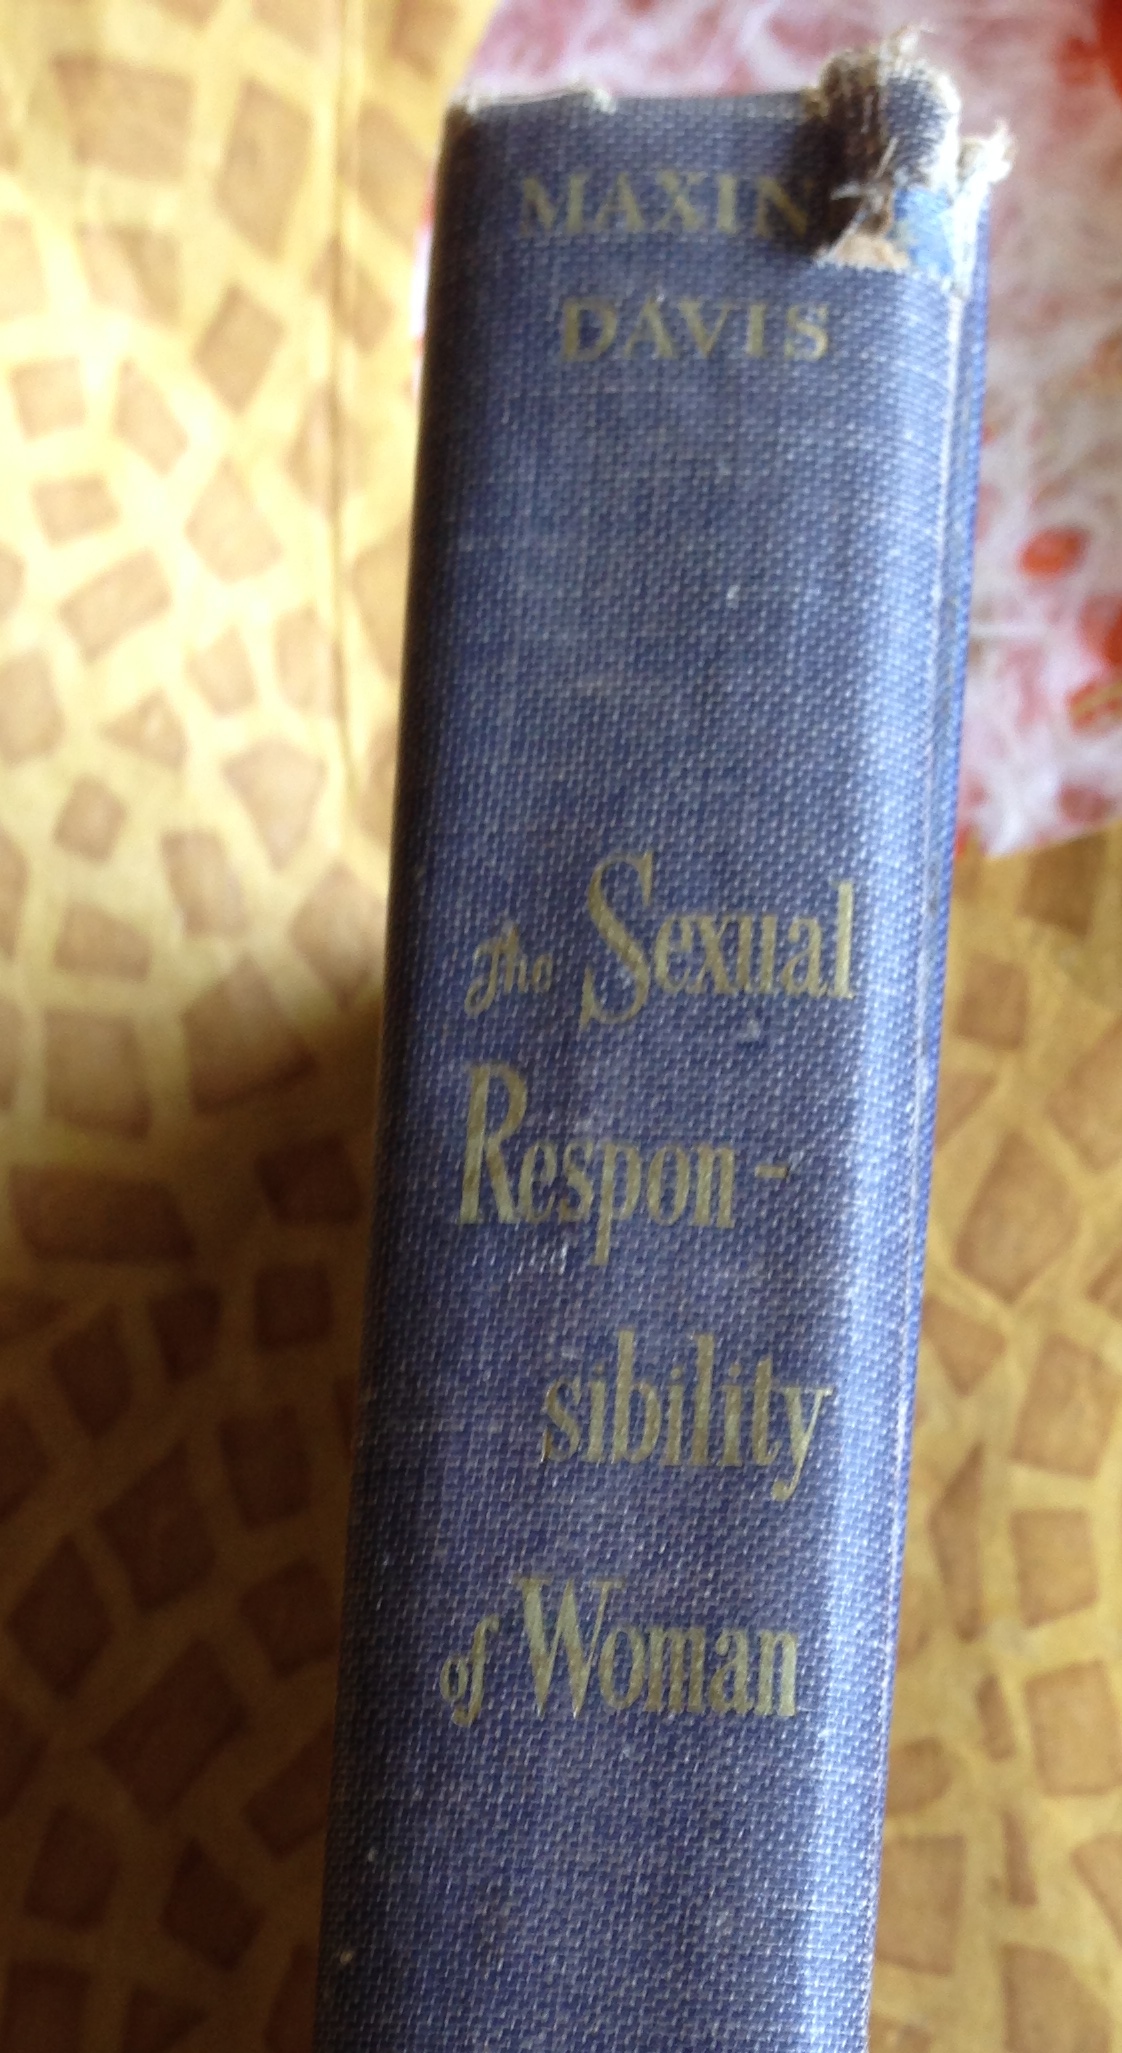 MAXIN
DAVIS
The Sexual
Respon-
sibility
of Woman